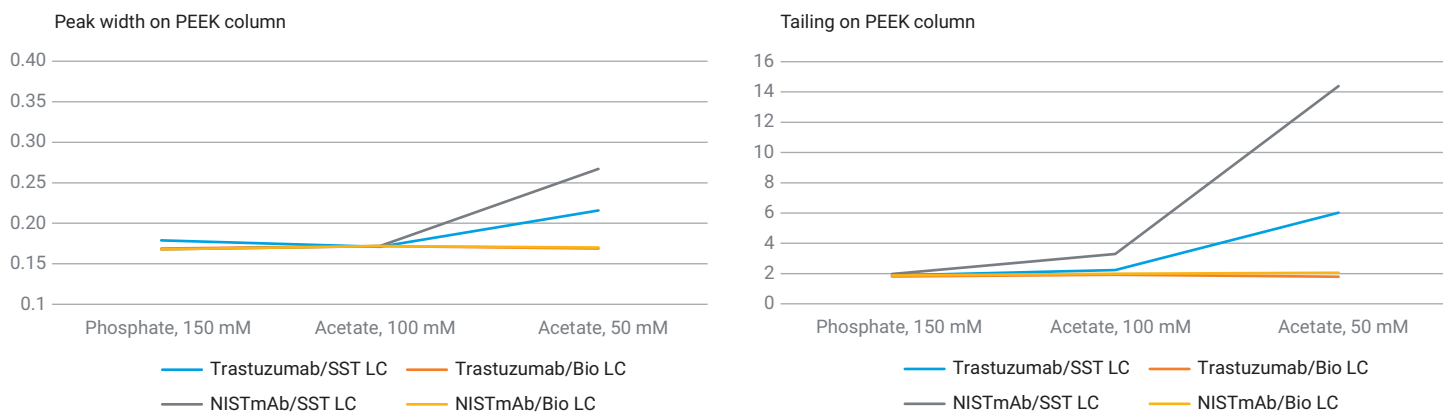 Peak width on PEEK column
0.40
0.35
0.30
0.25
0.20
0.15
0.1
Phosphate, 150 mM Acetate, 100 mM Acetate, 50 mM
Trastuzumab/SST LC Trastuzumab/Bio LC
NISTmAb/SST LC NISTmAb/Bio LC
Tailing on PEEK column
16
14
12
10
8
6
4
2
0
Phosphate, 150 mM Acetate, 100 mM Acetate, 50 mM
Trastuzumab/SST LC Trastuzumab/Bio LC
NISTmAb/SST LC NISTmAb/Bio LC